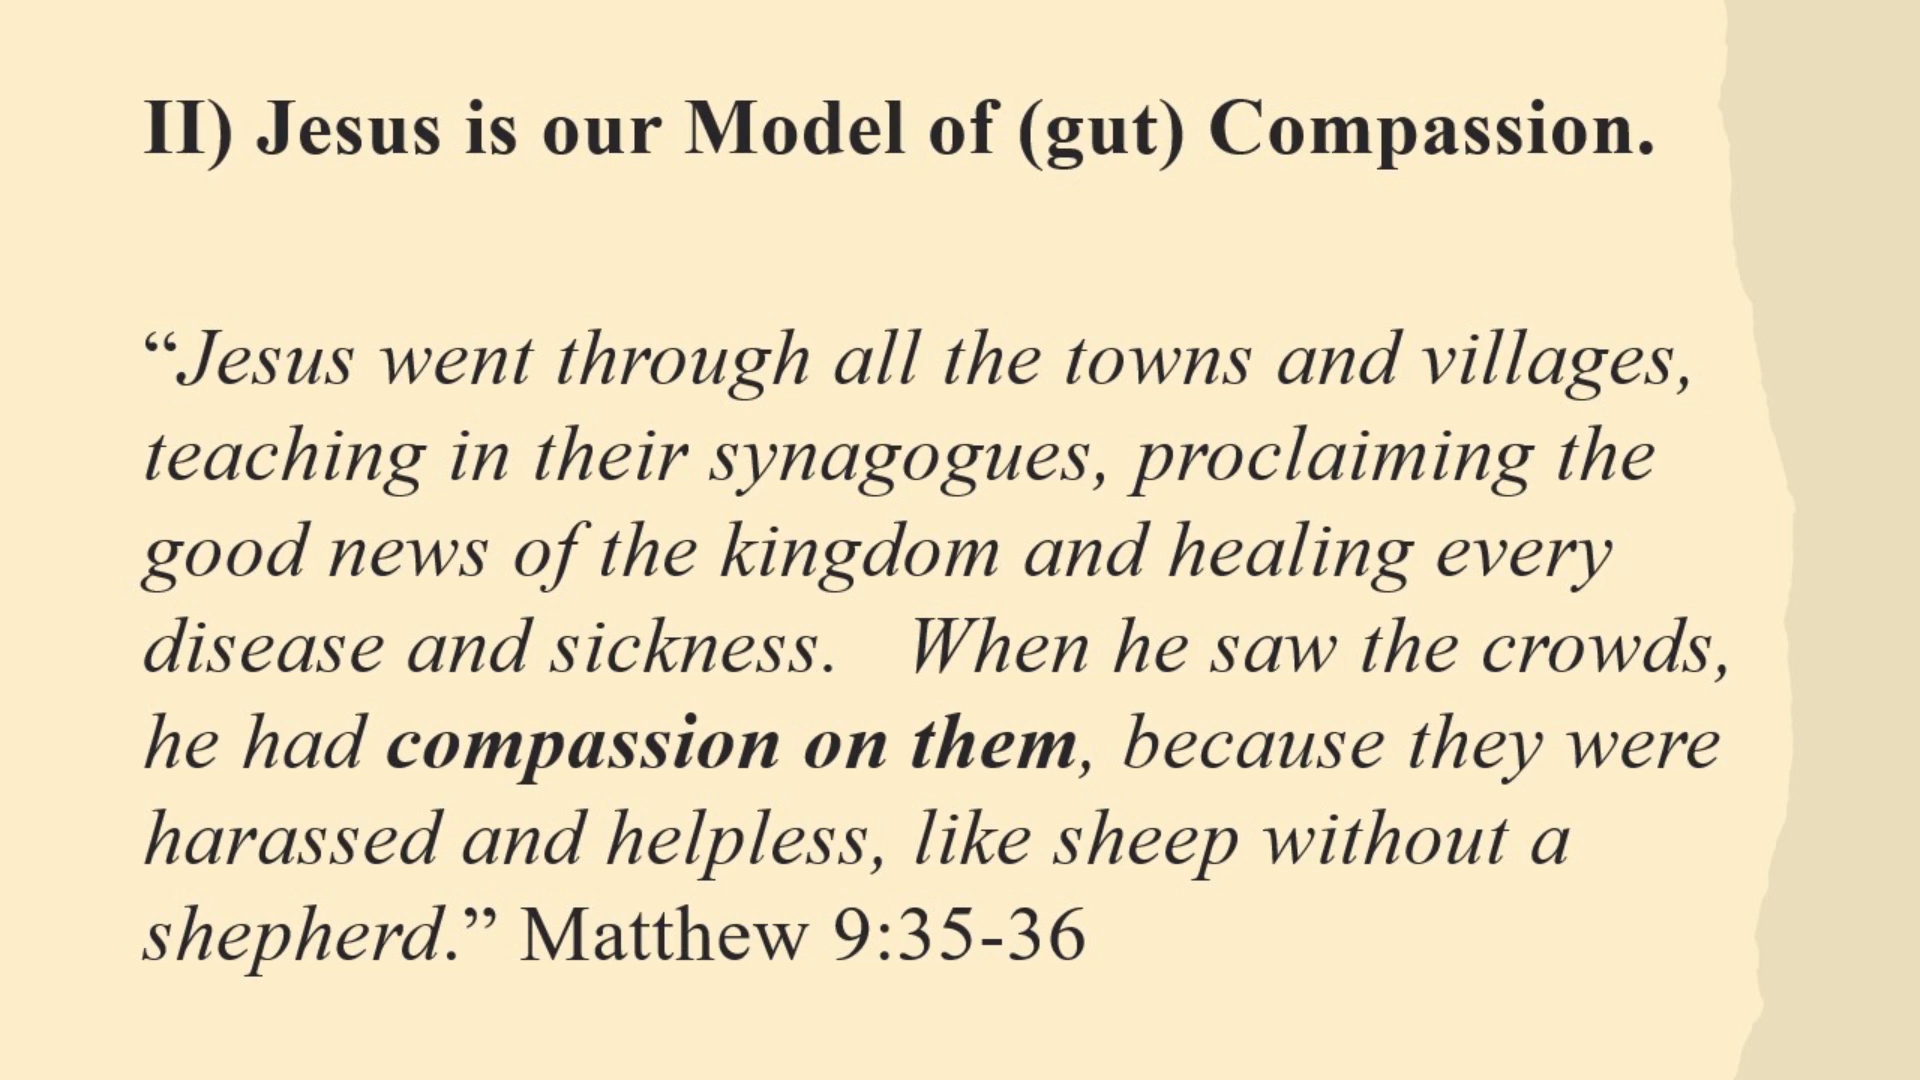 II) Jesus is our Model of (gut) Compassion.
“Jesus went through all the towns and villages,
teaching in their synagogues, proclaiming the
good news of the kingdom and healing every
disease and sickness.   When he saw the crowds,
he had compassion on them, because they were
harassed and helpless, like sheep without a
shepherd.” Matthew 9:35-36